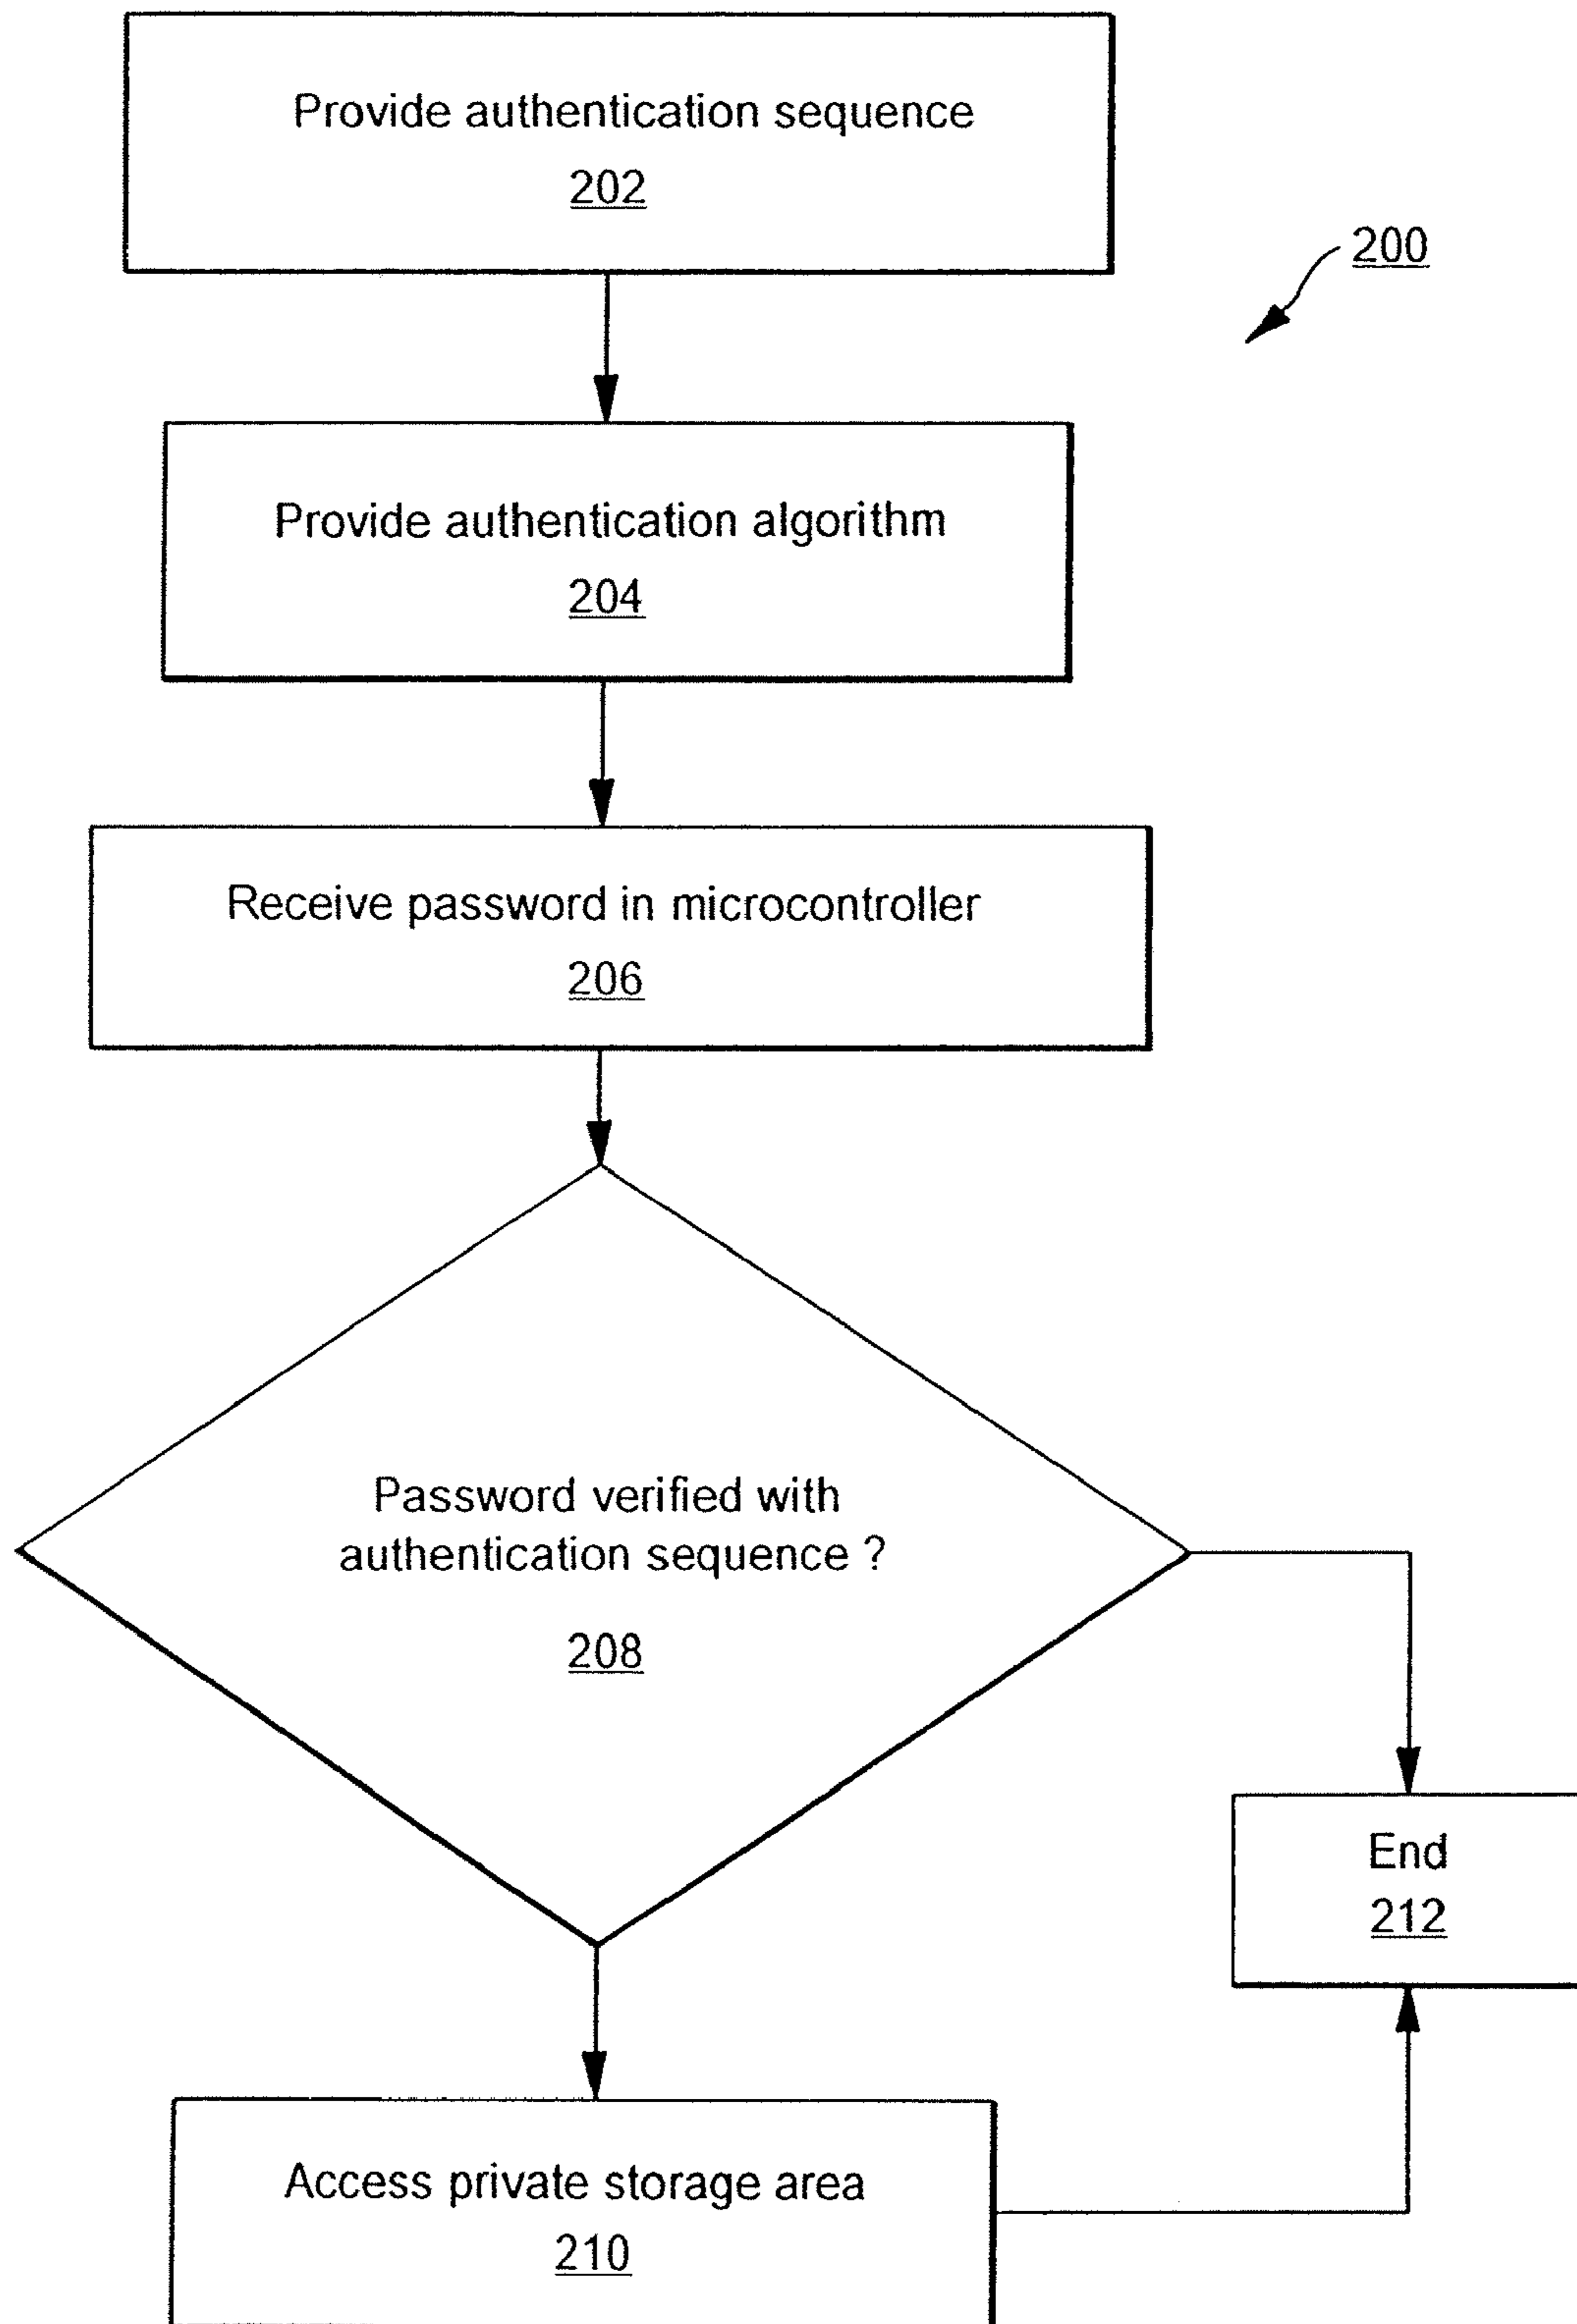 Provide authentication sequence
202
200
Provide authentication algorithm
204
Receive password in microcontroller
206
Password verified with
authentication sequence ?
208
End
212
Access private storage area
210